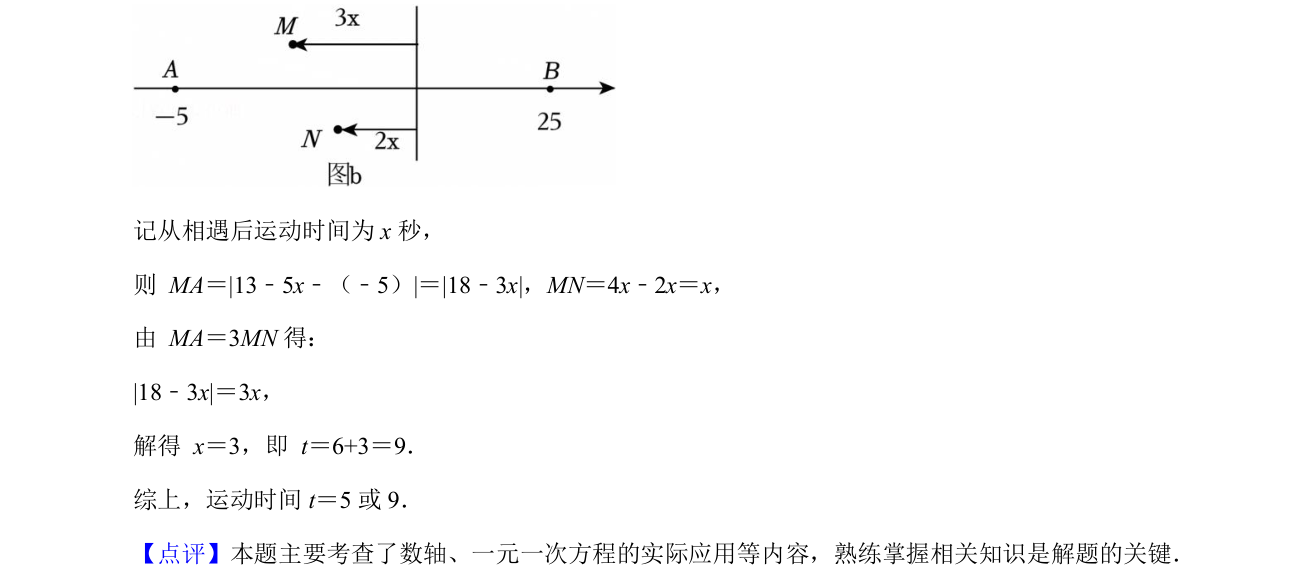 M 3x
A B
−5 25
N 2x
图b
记从相遇后运动时间为 x 秒，
则 MA＝|13﹣5x﹣（﹣5）|＝|18﹣3x|，MN＝4x﹣2x＝x，
由 MA＝3MN 得：
|18﹣3x|＝3x，
解得 x＝3，即 t＝6+3＝9．
综上，运动时间 t＝5 或 9．
【点评】本题主要考查了数轴、一元一次方程的实际应用等内容，熟练掌握相关知识是解题的关键．